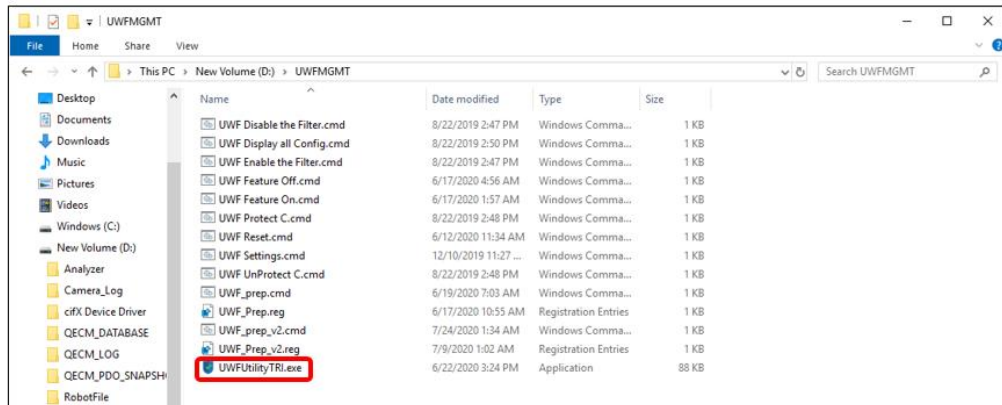 UWFMGMT
File Home Share View
This PC > New Volume (D:) > UWFMGMT Search UWFMGMT
Desktop
Documents
Downloads
Music
Pictures
Videos
Windows (C:)
New Volume (D:)
Analyzer
Camera_Log
cifX Device Driver
QECM_DATABASE
QECM_LOG
QECM_PDO_SNAPSH
RobotFile
Name Date modified Type Size
UWF Disable the Filter.cmd 8/22/2019 2:47 PM Windows Comma... 1 KB
UWF Display all Config.cmd 8/22/2019 2:50 PM Windows Comma... 1 KB
UWF Enable the Filter.cmd 8/22/2019 2:47 PM Windows Comma... 1 KB
UWF Feature Off.cmd 6/17/2020 4:56 AM Windows Comma... 1 KB
UWF Feature On.cmd 6/17/2020 1:57 AM Windows Comma... 1 KB
UWF Protect C.cmd 8/22/2019 2:48 PM Windows Comma... 1 KB
UWF Reset.cmd 6/12/2020 11:34 AM Windows Comma... 1 KB
UWF Settings.cmd 12/10/2019 11:27 ... Windows Comma... 1 KB
UWF UnProtect C.cmd 8/22/2019 2:48 PM Windows Comma... 1 KB
UWF_prep.cmd 6/19/2020 7:03 AM Windows Comma... 1 KB
UWF_Prep.reg 6/17/2020 10:55 AM Registration Entries 1 KB
UWF_prep_v2.cmd 7/24/2020 1:34 AM Windows Comma... 1 KB
UWF_Prep_v2.reg 7/9/2020 1:02 AM Registration Entries 1 KB
UWFUtilityTRI.exe 6/22/2020 3:24 PM Application 88 KB